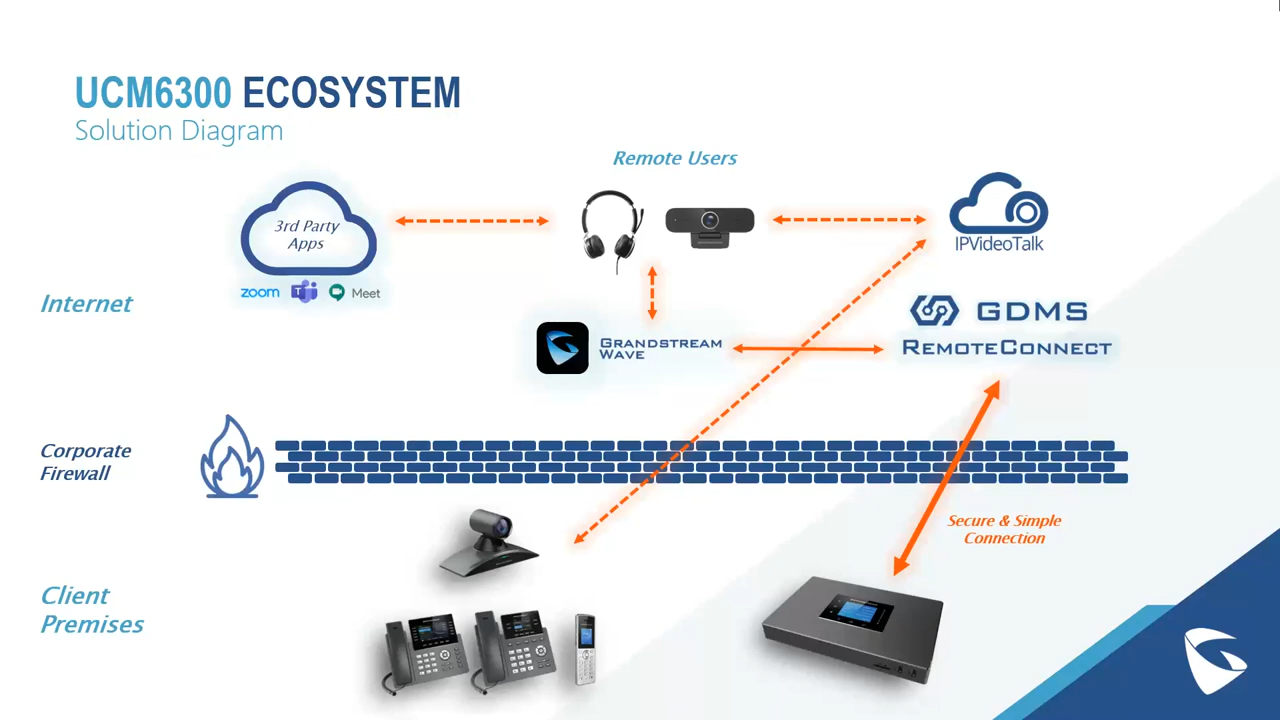 UCM6300 ECOSYSTEM
Solution Diagram
Remote Users
3rd Party
Apps
IPVideoTalk
zoom
T
Meet
Internet
GDMS
GRANDSTREAM
WAVE
REMOTECONNECT
Corporate
Firewall
Secure & Simple
Connection
Client
Premises